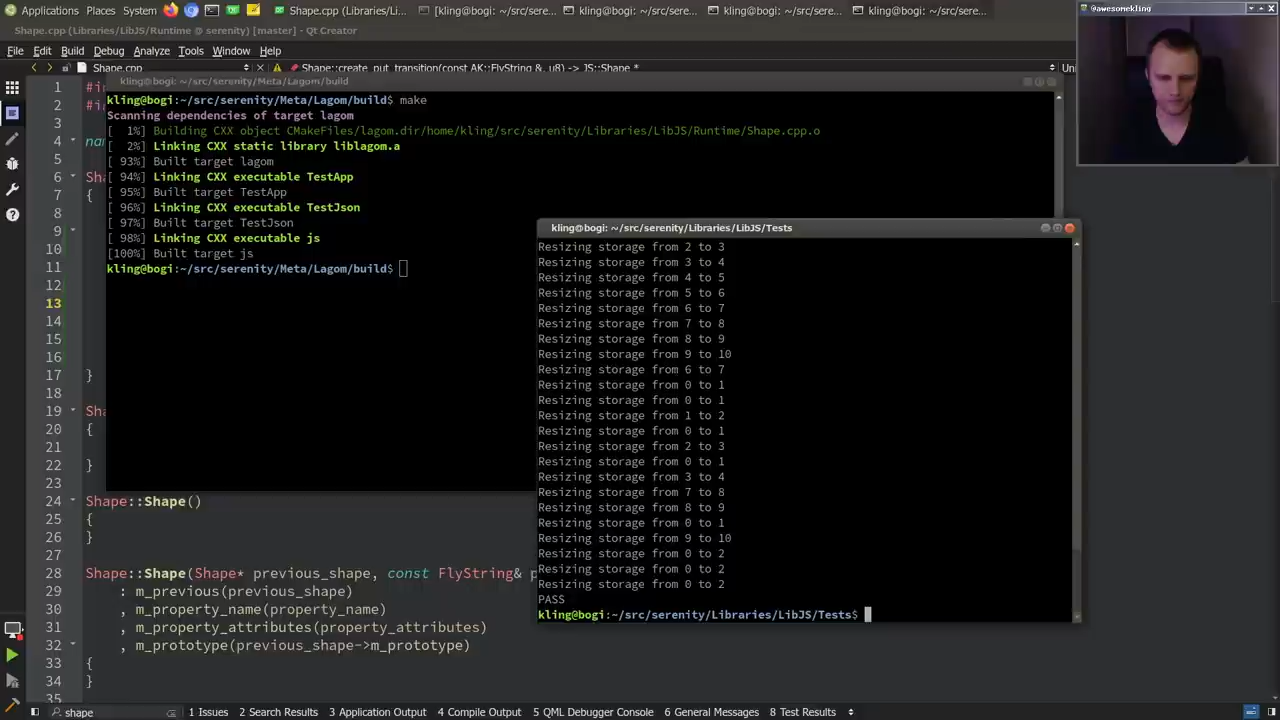 Applications
Places
System
Shape.cpp (Libraries/Li...
[kling@bogi:~/src/sere...
kling@bogi:~/src/sere...
kling@bogi:~/src/sere...
kling@bogi:~/src/sere...
@awesomekling
Shape.cpp (Libraries/LibJS/Runtime @ serenity) [master] - Qt Creator
File Edit Build Debug Analyze Tools Window Help
Shape.cpp
Shape::create_put_transition(const AK::FlyString &, u8) -> JS::Shape *
kling@bogi: ~/src/serenity/Meta/Lagom/build
kling@bogi:~/src/serenity/Meta/Lagom/build$ make
Scanning dependencies of target lagom
[  1%] Building CXX object CMakeFiles/lagom.dir/home/kling/src/serenity/Libraries/LibJS/Runtime/Shape.cpp.o
[  2%] Linking CXX static library liblagom.a
[ 93%] Built target lagom
[ 94%] Linking CXX executable TestApp
[ 95%] Built target TestApp
[ 96%] Linking CXX executable TestJson
[ 97%] Built target TestJson
[ 98%] Linking CXX executable js
[100%] Built target js
kling@bogi:~/src/serenity/Meta/Lagom/build$
kling@bogi: ~/src/serenity/Libraries/LibJS/Tests
Resizing storage from 2 to 3
Resizing storage from 3 to 4
Resizing storage from 4 to 5
Resizing storage from 5 to 6
Resizing storage from 6 to 7
Resizing storage from 7 to 8
Resizing storage from 8 to 9
Resizing storage from 9 to 10
Resizing storage from 6 to 7
Resizing storage from 0 to 1
Resizing storage from 0 to 1
Resizing storage from 1 to 2
Resizing storage from 0 to 1
Resizing storage from 2 to 3
Resizing storage from 0 to 1
Resizing storage from 3 to 4
Resizing storage from 7 to 8
Resizing storage from 8 to 9
Resizing storage from 0 to 1
Resizing storage from 9 to 10
Resizing storage from 0 to 2
Resizing storage from 0 to 2
Resizing storage from 0 to 2
PASS
kling@bogi:~/src/serenity/Libraries/LibJS/Tests$
1 #i
2 #i
3
4 na
5
6 Sha
7 {
8
9
10
11
12
13
14
15
16
17 }
18
19 Sha
20 {
21
22 }
23
24 Shape::Shape()
25 {
26 }
27
28 Shape::Shape(Shape* previous_shape, const FlyString& p
29 : m_previous(previous_shape)
30 , m_property_name(property_name)
31 , m_property_attributes(property_attributes)
32 , m_prototype(previous_shape->m_prototype)
33 {
34 }
35
shape
1 Issues 2 Search Results 3 Application Output 4 Compile Output 5 QML Debugger Console 6 General Messages 8 Test Results